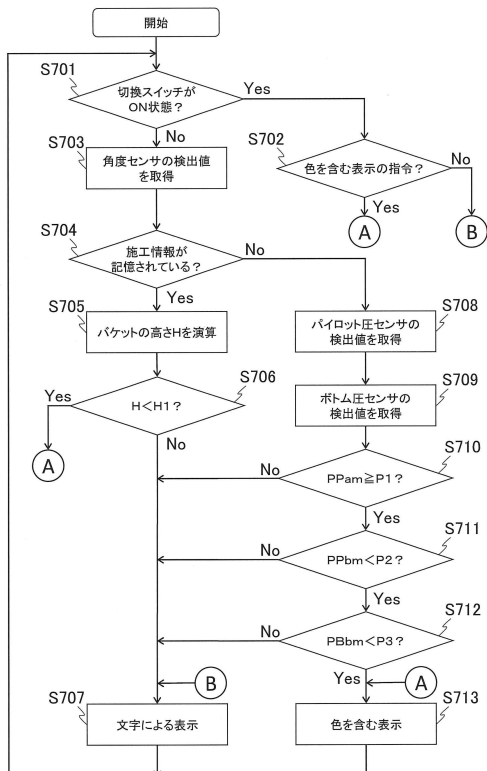 開始
S701
切換スイッチが
ON状態？
Yes
No
S702
色を含む表示の指令？
No
Yes
A
B
S703
角度センサの検出値
を取得
S704
施工情報が
記憶されている？
No
Yes
S705
バケットの高さHを演算
S708
パイロット圧センサの
検出値を取得
S706
Yes
H＜H1？
No
A
S709
ボトム圧センサの
検出値を取得
S710
No
PPam≧P1？
Yes
S711
No
PPbm＜P2？
Yes
S712
No
PBbm＜P3？
Yes
B
A
S707
文字による表示
S713
色を含む表示